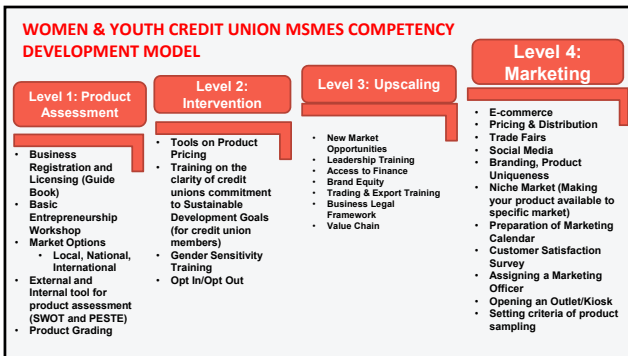 WOMEN & YOUTH CREDIT UNION MSMES COMPETENCY
DEVELOPMENT MODEL
Level 1: Product
Assessment
• Business
Registration and
Licensing (Guide
Book)
• Basic
Entrepreneurship
Workshop
• Market Options
• Local, National,
International
• External and
Internal tool for
product assessment
(SWOT and PESTE)
• Product Grading
Level 2:
Intervention
• Tools on Product
Pricing
• Training on the
clarity of credit
unions commitment
to Sustainable
Development Goals
(for credit union
members)
• Gender Sensitivity
Training
• Opt In/Opt Out
Level 3: Upscaling
• New Market
Opportunities
• Leadership Training
• Access to Finance
• Brand Equity
• Trading & Export Training
• Business Legal
Framework
• Value Chain
Level 4:
Marketing
• E-commerce
• Pricing & Distribution
• Trade Fairs
• Social Media
• Branding, Product
Uniqueness
• Niche Market (Making
your product available to
specific market)
• Preparation of Marketing
Calendar
• Customer Satisfaction
Survey
• Assigning a Marketing
Officer
• Opening an Outlet/Kiosk
• Setting criteria of product
sampling